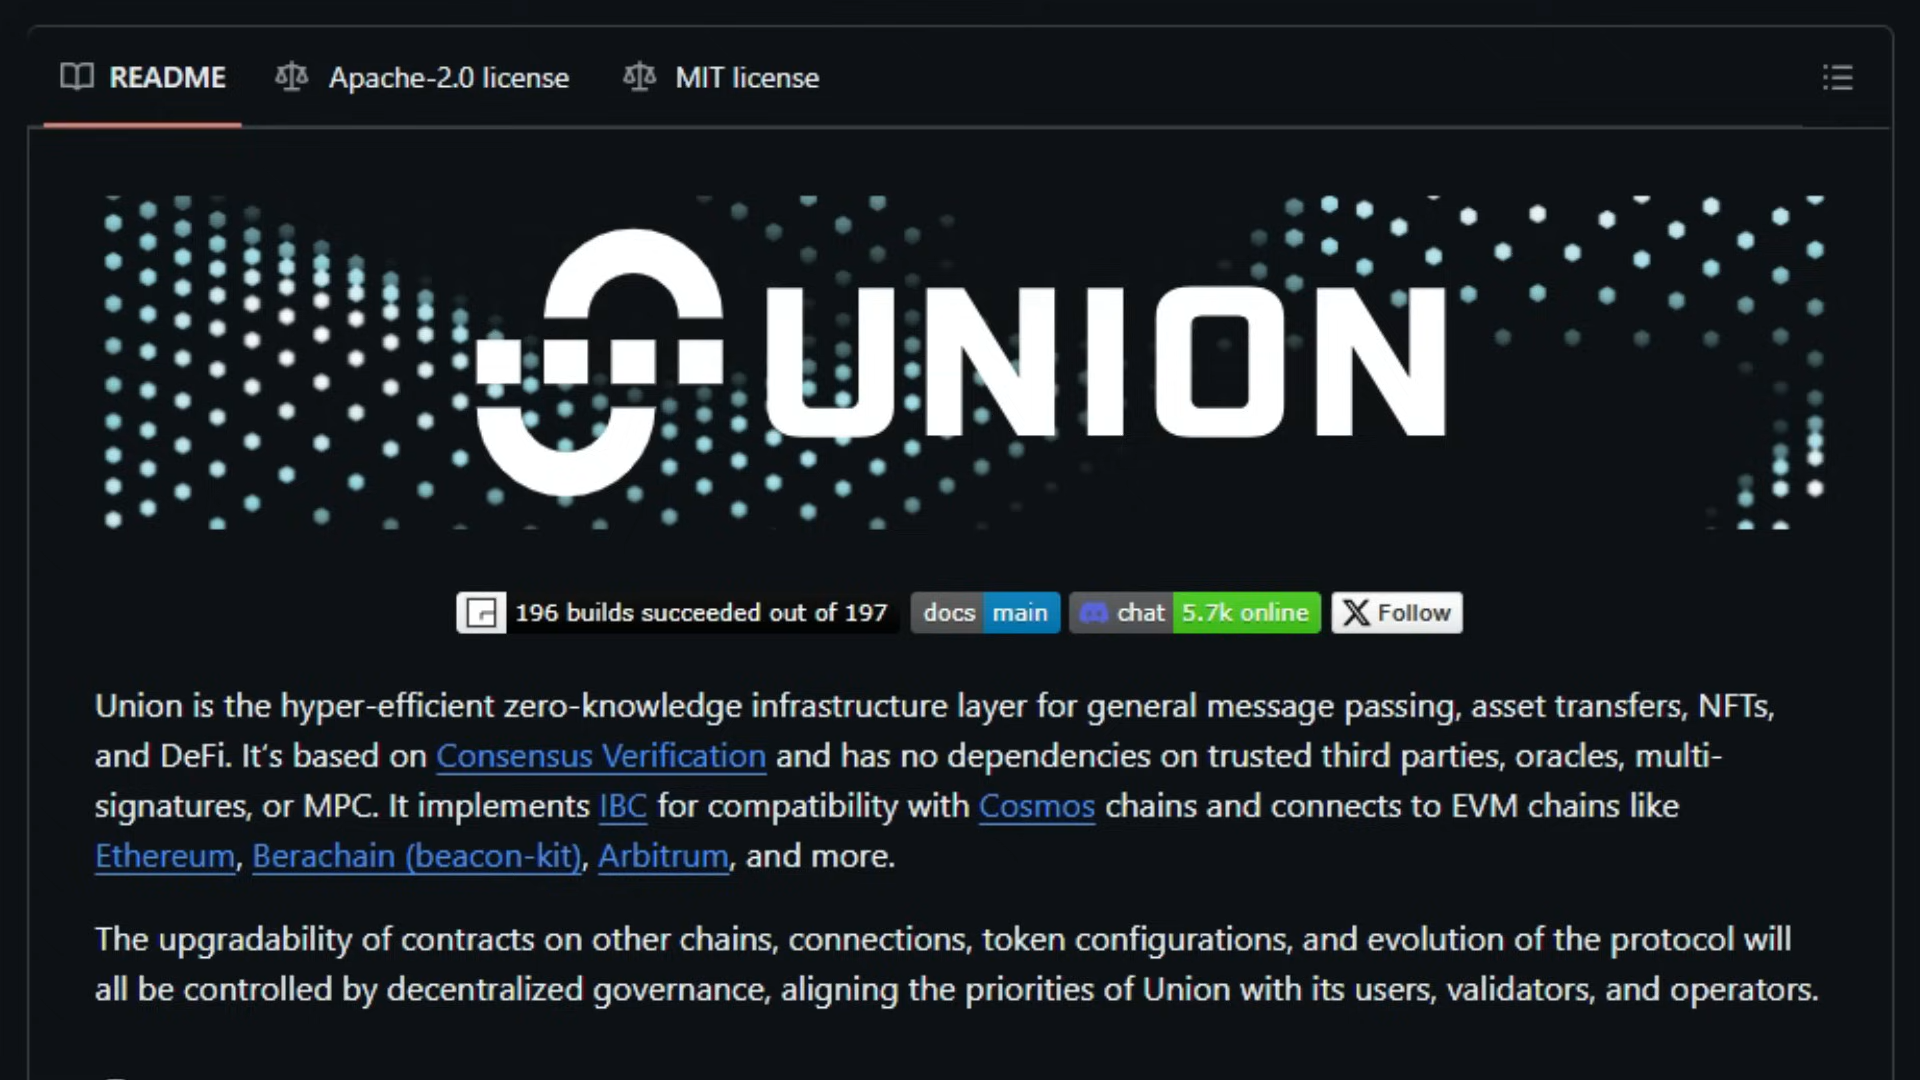 README Apache-2.0 license MIT license
UNION
196 builds succeeded out of 197 docs main chat 5.7k online Follow
Union is the hyper-efficient zero-knowledge infrastructure layer for general message passing, asset transfers, NFTs,
and DeFi. It’s based on Consensus Verification and has no dependencies on trusted third parties, oracles, multi-
signatures, or MPC. It implements IBC for compatibility with Cosmos chains and connects to EVM chains like
Ethereum, Berachain (beacon-kit), Arbitrum, and more.
The upgradability of contracts on other chains, connections, token configurations, and evolution of the protocol will
all be controlled by decentralized governance, aligning the priorities of Union with its users, validators, and operators.